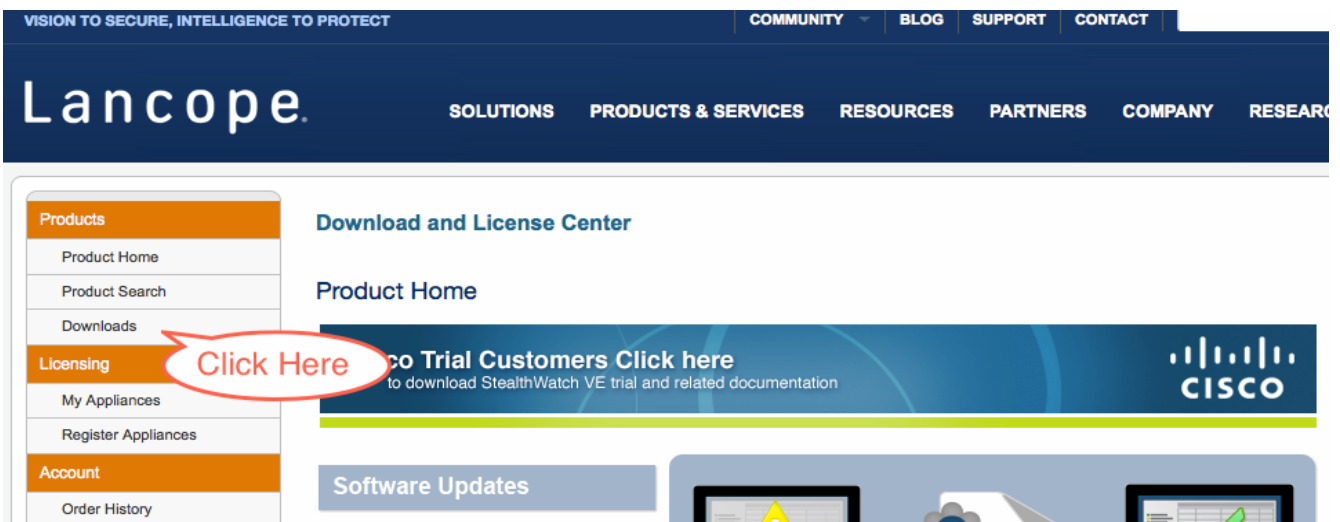 VISION TO SECURE, INTELLIGENCE TO PROTECT
COMMUNITY BLOG SUPPORT CONTACT
Lancope.
SOLUTIONS PRODUCTS & SERVICES RESOURCES PARTNERS COMPANY RESEARC
Products
Product Home
Product Search
Downloads
Licensing
My Appliances
Register Appliances
Account
Order History
Click Here
Download and License Center
Product Home
co Trial Customers Click here
to download StealthWatch VE trial and related documentation
CISCO
Software Updates